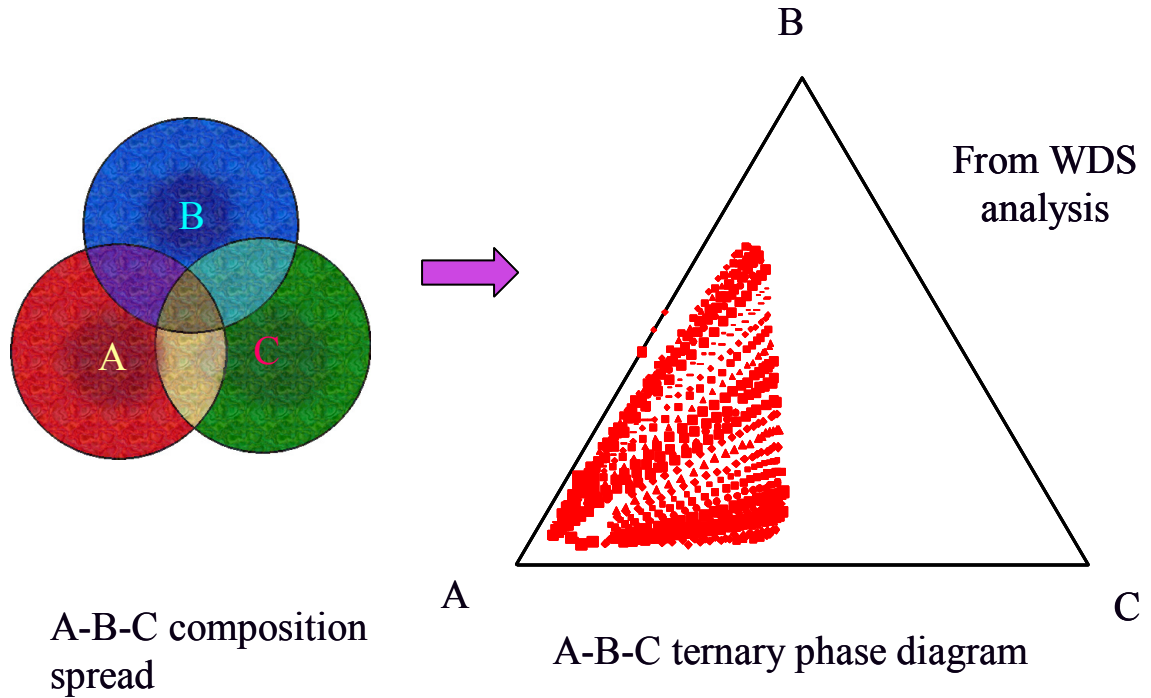 B
A
C
A-B-C composition
spread
B
From WDS
analysis
A
C
A-B-C ternary phase diagram